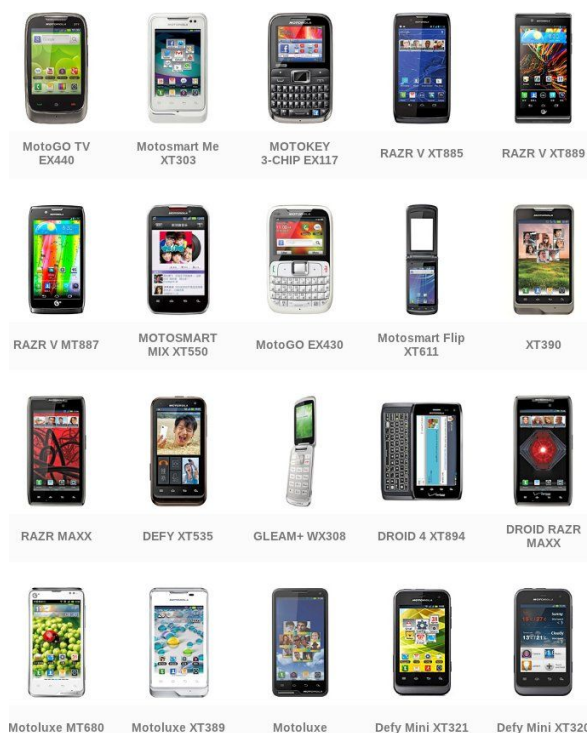 MotoGO TV
EX440
Motosmart Me
XT303
MOTOKEY
3-CHIP EX117
RAZR V XT885
RAZR V XT889
RAZR V MT887
MOTOSMART
MIX XT550
MotoGO EX430
Motosmart Flip
XT611
XT390
RAZR MAXX
DEFY XT535
GLEAM+ WX308
DROID 4 XT894
DROID RAZR
MAXX
Motoluxe MT680
Motoluxe XT389
Motoluxe
Defy Mini XT321
Defy Mini XT320